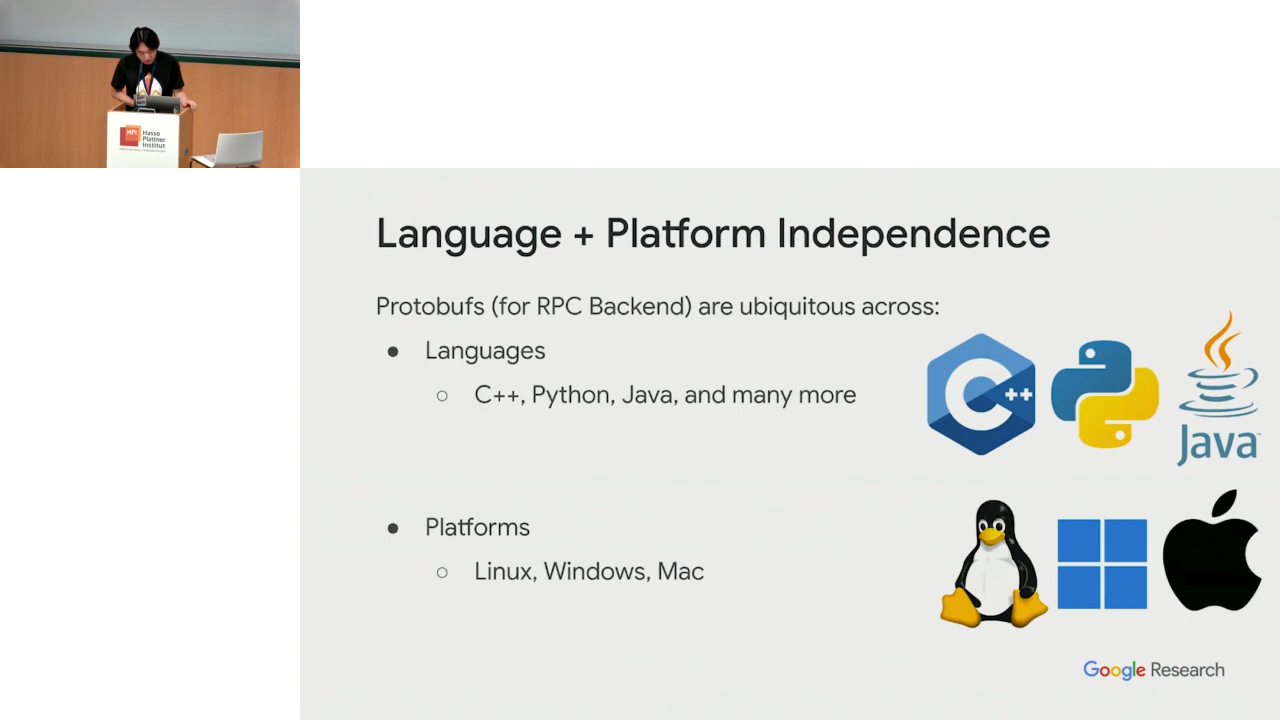 HPI Hasso
Plattner
Institut
Language + Platform Independence
Protobufs (for RPC Backend) are ubiquitous across:
● Languages
○ C++, Python, Java, and many more
C++
Java
● Platforms
○ Linux, Windows, Mac
Google Research